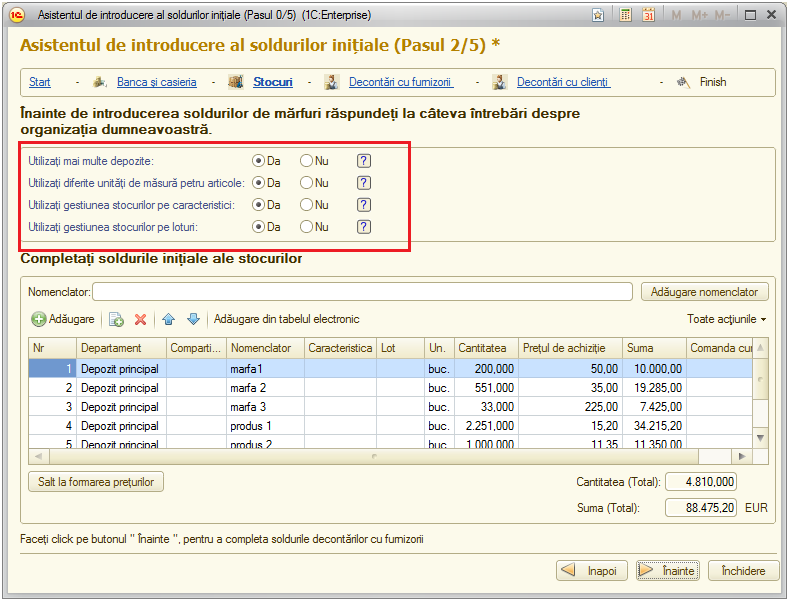 Asistentul de introducere al soldurilor inițiale (Pasul 0/5) (1C:Enterprise)
M M+ M-
Asistentul de introducere al soldurilor inițiale (Pasul 2/5) *
Start - Banca și casieria - Stocuri - Decontări cu furnizorii - Decontări cu clienți - Finish
Înainte de introducerea soldurilor de mărfuri răspundeți la câteva întrebări despre
organizația dumneavoastră.
Utilizați mai multe depozite: Da Nu ?
Utilizați diferite unități de măsură petru articole: Da Nu ?
Utilizați gestiunea stocurilor pe caracteristici: Da Nu ?
Utilizați gestiunea stocurilor pe loturi: Da Nu ?
Completați soldurile inițiale ale stocurilor
Nomenclator: Adăugare nomenclator
Adăugare Adăugare din tabelul electronic Toate acțiunile
Nr Departament Comparti... Nomenclator Caracteristica Lot Un. Cantitatea Prețul de achiziție Suma Comanda cu
1 Depozit principal marfa1 buc. 200,000 50,00 10.000,00
2 Depozit principal marfa 2 buc. 551,000 35,00 19.285,00
3 Depozit principal marfa 3 buc. 33,000 225,00 7.425,00
4 Depozit principal produs 1 buc. 2.251,000 15,20 34.215,20
5 Depozit principal produs 2 buc. 1.000,000 11,35 11.350,00
Salt la formarea prețurilor Cantitatea (Total): 4.810,000
Suma (Total): 88.475,20 EUR
Faceți click pe butonul " Înainte ", pentru a completa soldurile decontărilor cu furnizorii
Inapoi Înainte Închidere